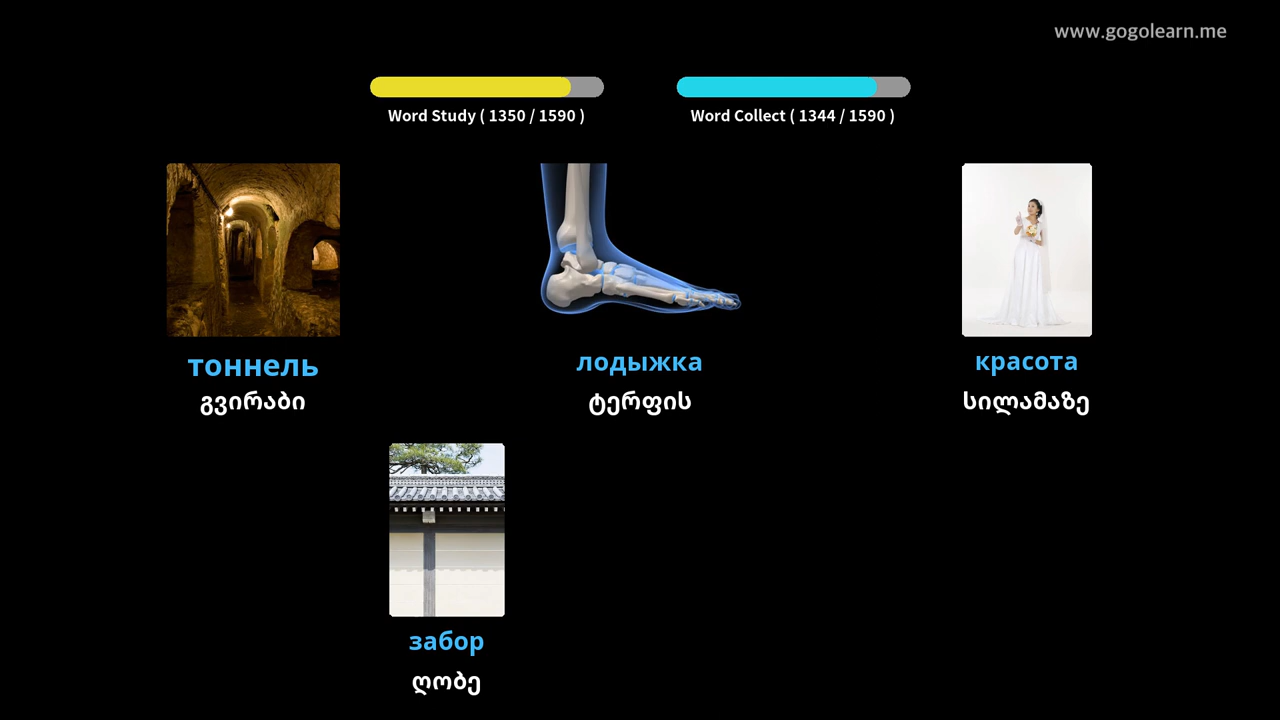 www.gogolearn.me
Word Study ( 1350 / 1590 )
Word Collect ( 1344 / 1590 )
тоннель
გვირაბი
лодыжка
ტერფის
красота
სილამაზე
забор
ღობე